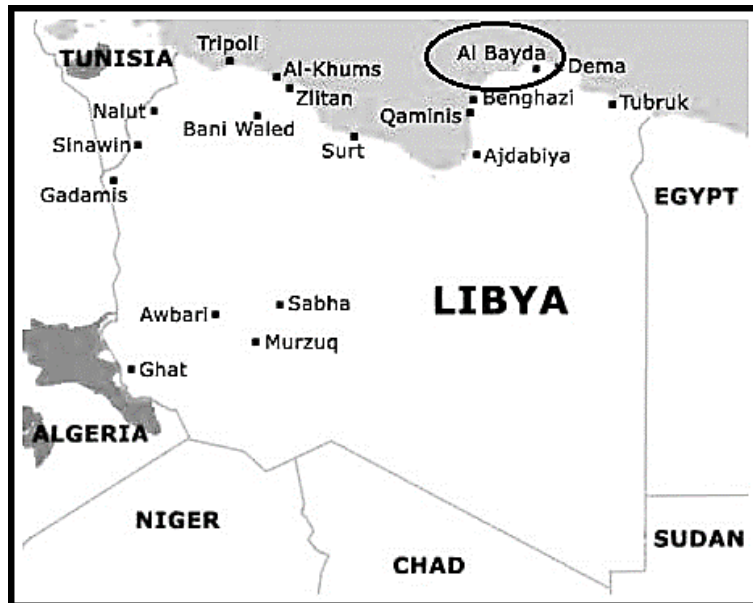 Tripoli
Al Bayda
TUNISIA
Al-Khums
Dema
Zlitan
Benghazi
Tubruk
Nalut
Bani Waled
Qaminis
Sinawin
Surt
Ajdabiya
Gadamis
EGYPT
LIBYA
Sabha
Awbari
Murzuq
Ghat
ALGERIA
NIGER
SUDAN
CHAD